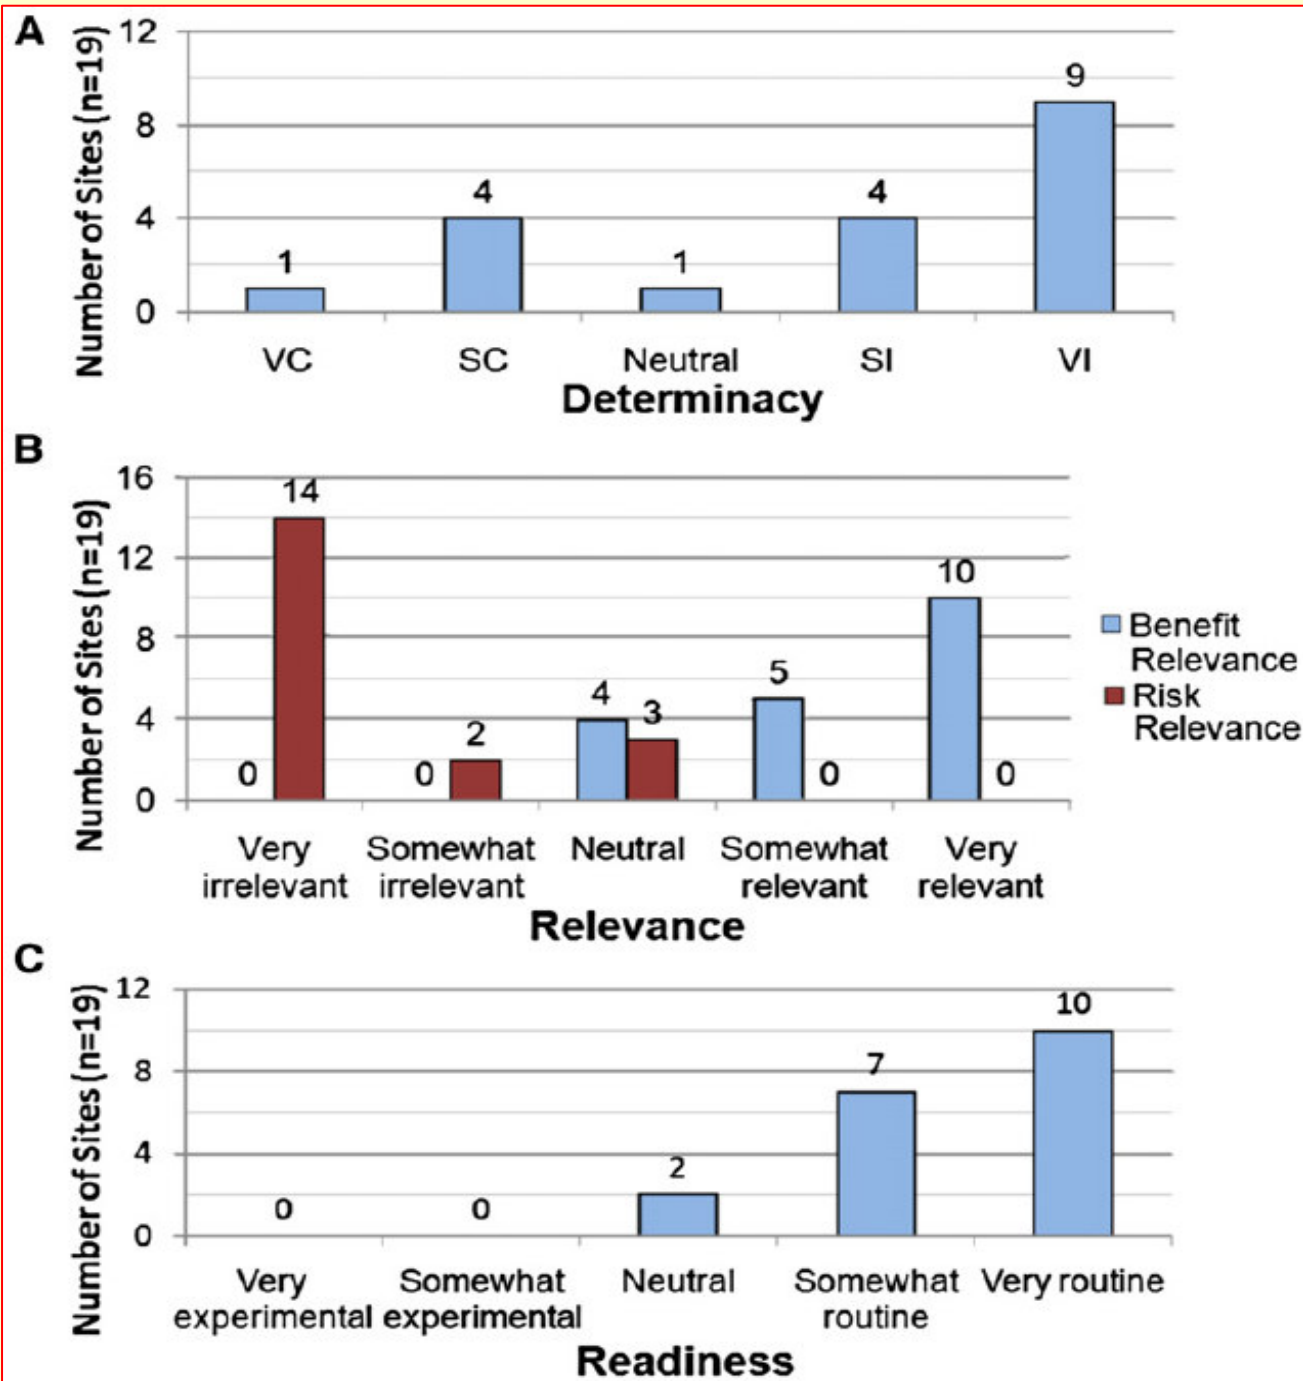 A
Number of Sites (n=19)
12
8
4
0
1
4
1
4
9
VC SC Neutral SI VI
Determinacy
B
Number of Sites (n=19)
16
12
8
4
0
0 14
0 2
4 3
5 0
10 0
Very Somewhat Neutral Somewhat Very
irrelevant irrelevant relevant relevant
Relevance
Benefit
Relevance
Risk
Relevance
C
Number of Sites (n=19)
12
8
4
0
0
0
2
7
10
Very Somewhat Neutral Somewhat Very routine
experimental experimental routine
Readiness